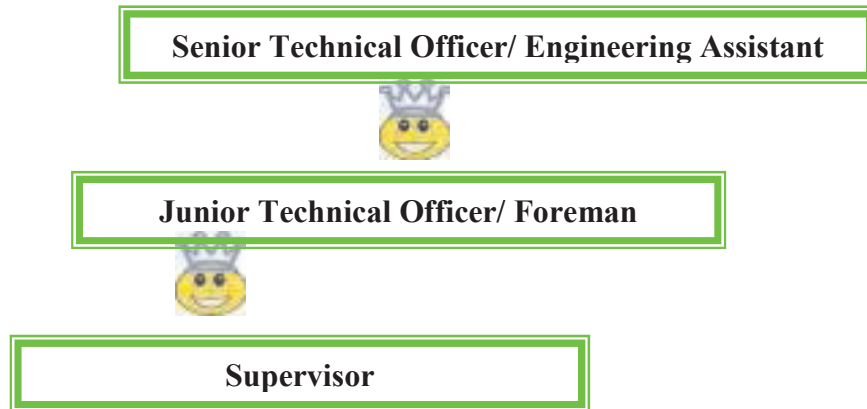 Senior Technical Officer/ Engineering Assistant
Junior Technical Officer/ Foreman
Supervisor